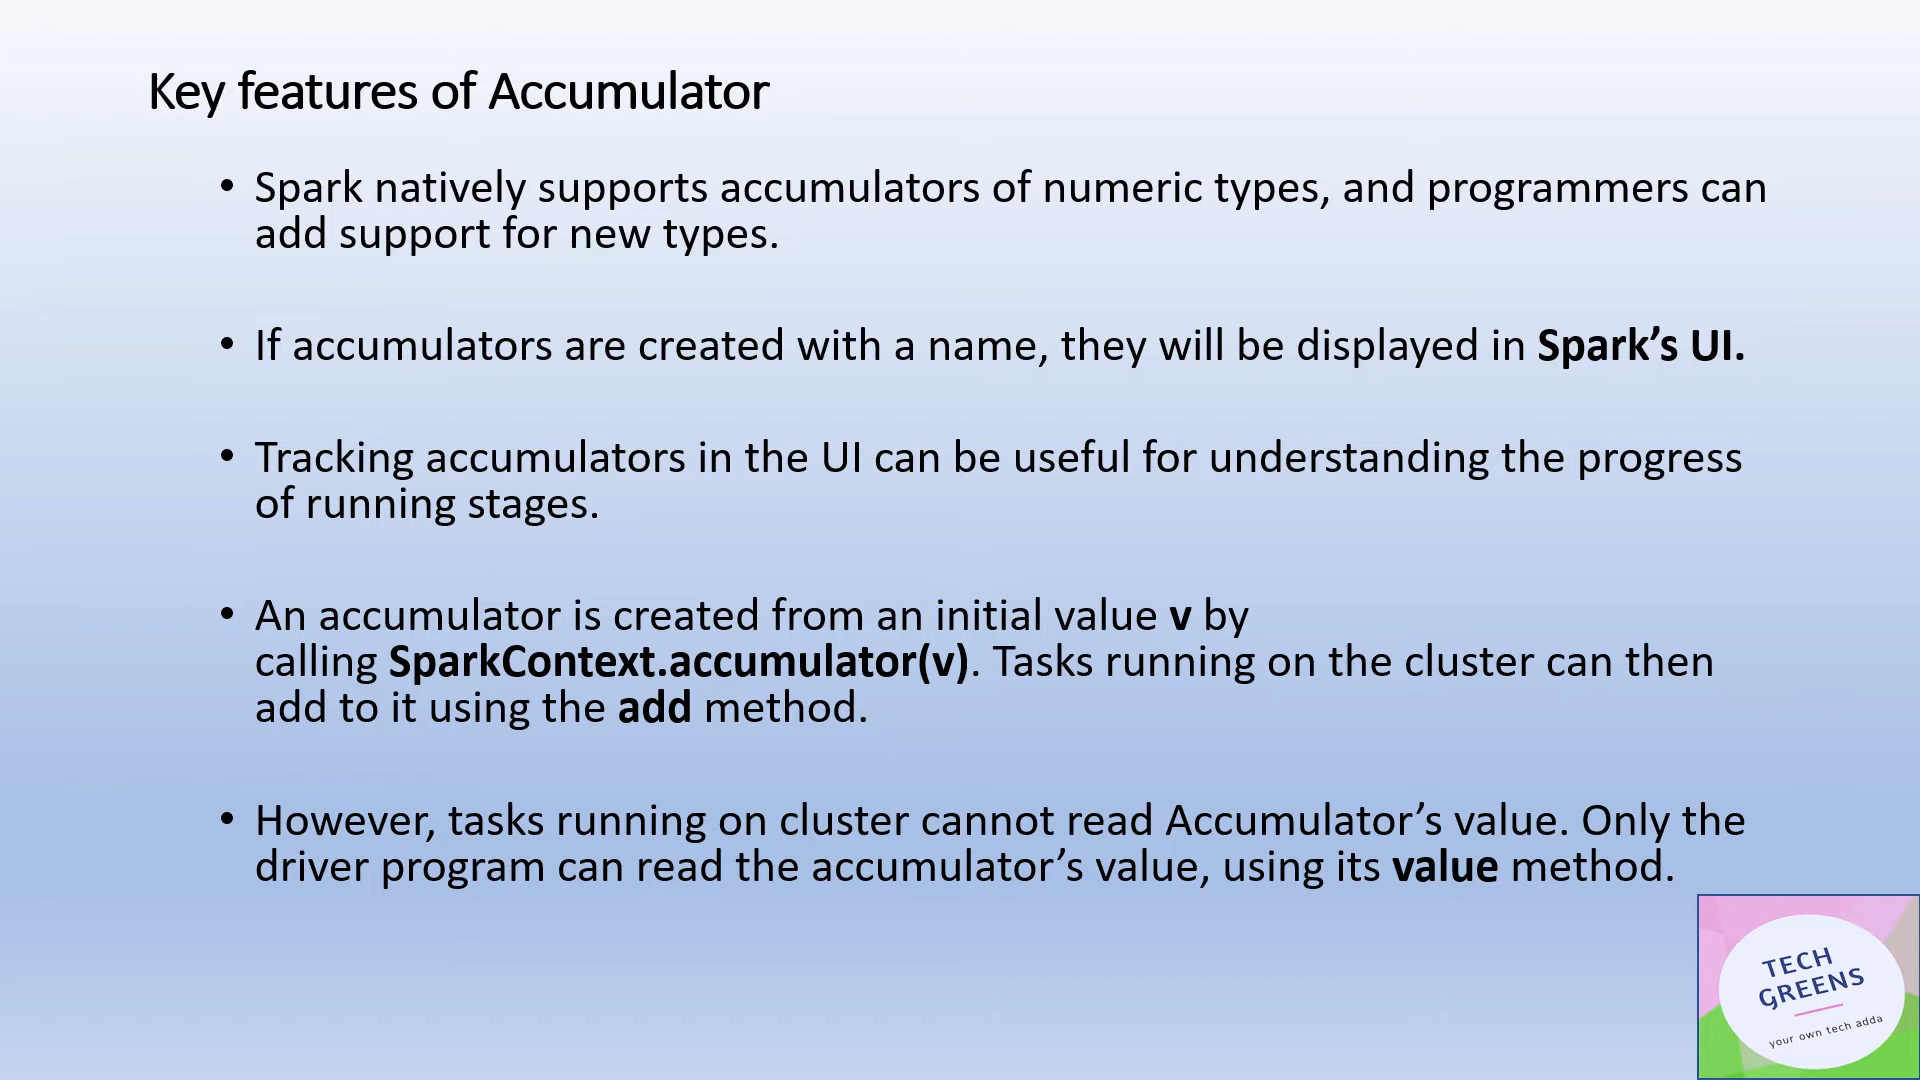 Key features of Accumulator
• Spark natively supports accumulators of numeric types, and programmers can
add support for new types.
• If accumulators are created with a name, they will be displayed in Spark’s UI.
• Tracking accumulators in the UI can be useful for understanding the progress
of running stages.
• An accumulator is created from an initial value v by
calling SparkContext.accumulator(v). Tasks running on the cluster can then
add to it using the add method.
• However, tasks running on cluster cannot read Accumulator’s value. Only the
driver program can read the accumulator’s value, using its value method.
TECH
GREENS
your own tech adda